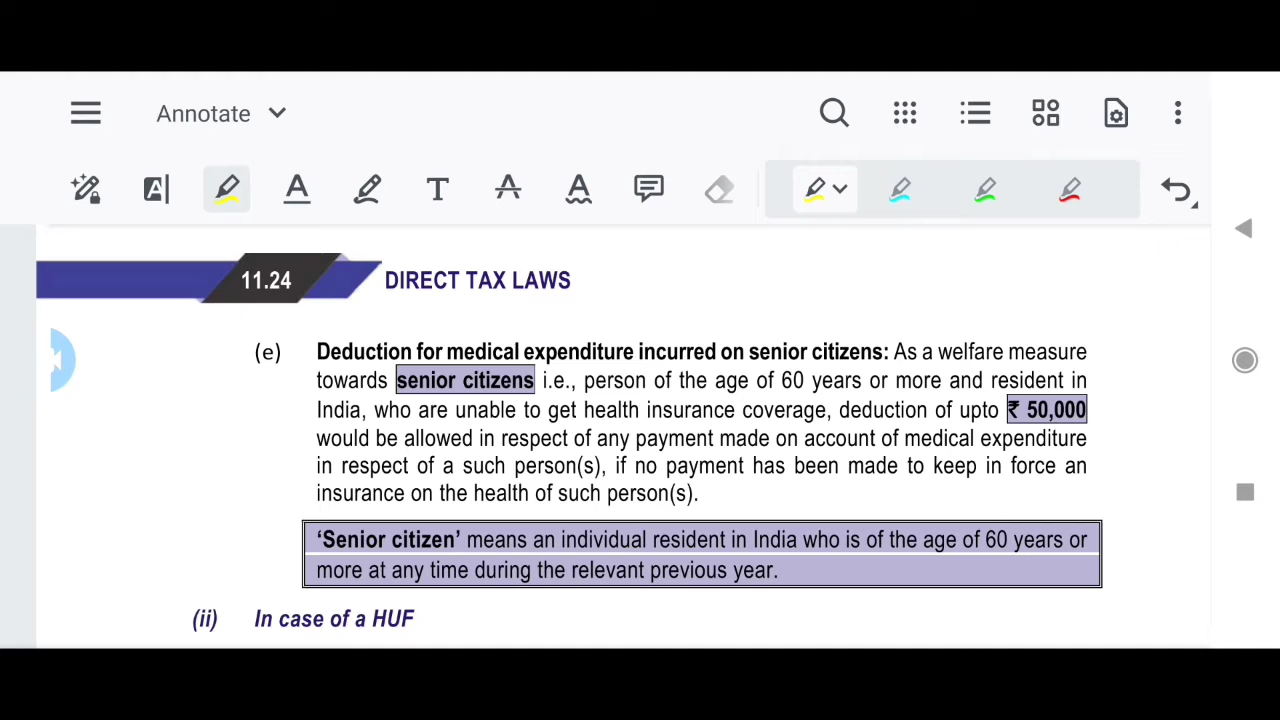 Annotate
11.24 DIRECT TAX LAWS
(e) Deduction for medical expenditure incurred on senior citizens: As a welfare measure
towards senior citizens i.e., person of the age of 60 years or more and resident in
India, who are unable to get health insurance coverage, deduction of upto ₹ 50,000
would be allowed in respect of any payment made on account of medical expenditure
in respect of a such person(s), if no payment has been made to keep in force an
insurance on the health of such person(s).
‘Senior citizen’ means an individual resident in India who is of the age of 60 years or
more at any time during the relevant previous year.
(ii) In case of a HUF